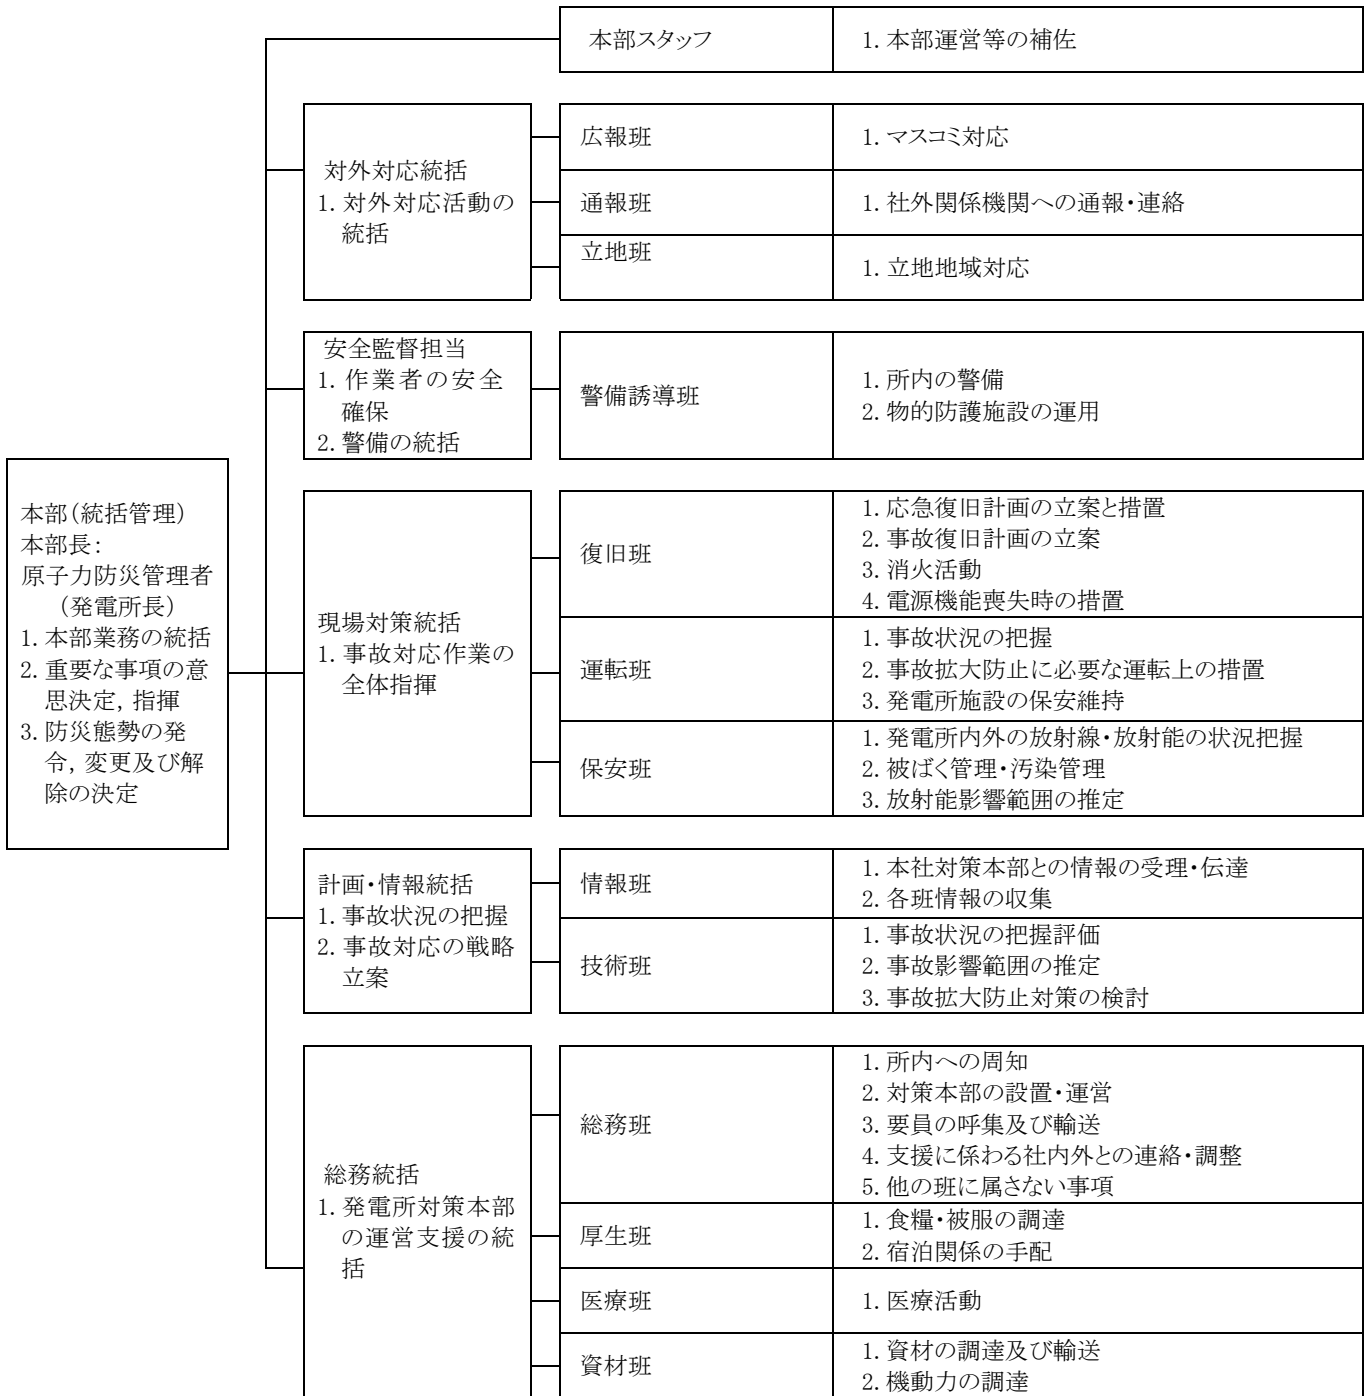 本部スタッフ
1. 本部運営等の補佐
対外対応統括
1. 対外対応活動の
統括
広報班
1. マスコミ対応
通報班
1. 社外関係機関への通報・連絡
立地班
1. 立地地域対応
安全監督担当
1. 作業者の安全
確保
2. 警備の統括
警備誘導班
1. 所内の警備
2. 物的防護施設の運用
本部（統括管理）
本部長：
原子力防災管理者
（発電所長）
1. 本部業務の統括
2. 重要な事項の意
思決定，指揮
3. 防災態勢の発
令，変更及び解
除の決定
現場対策統括
1. 事故対応作業の
全体指揮
復旧班
1. 応急復旧計画の立案と措置
2. 事故復旧計画の立案
3. 消火活動
4. 電源機能喪失時の措置
運転班
1. 事故状況の把握
2. 事故拡大防止に必要な運転上の措置
3. 発電所施設の保安維持
保安班
1. 発電所内外の放射線・放射能の状況把握
2. 被ばく管理・汚染管理
3. 放射能影響範囲の推定
計画・情報統括
1. 事故状況の把握
2. 事故対応の戦略
立案
情報班
1. 本社対策本部との情報の受理・伝達
2. 各班情報の収集
技術班
1. 事故状況の把握評価
2. 事故影響範囲の推定
3. 事故拡大防止対策の検討
総務統括
1. 発電所対策本部
の運営支援の統
括
総務班
1. 所内への周知
2. 対策本部の設置・運営
3. 要員の呼集及び輸送
4. 支援に係わる社内外との連絡・調整
5. 他の班に属さない事項
厚生班
1. 食糧・被服の調達
2. 宿泊関係の手配
医療班
1. 医療活動
資材班
1. 資材の調達及び輸送
2. 機動力の調達